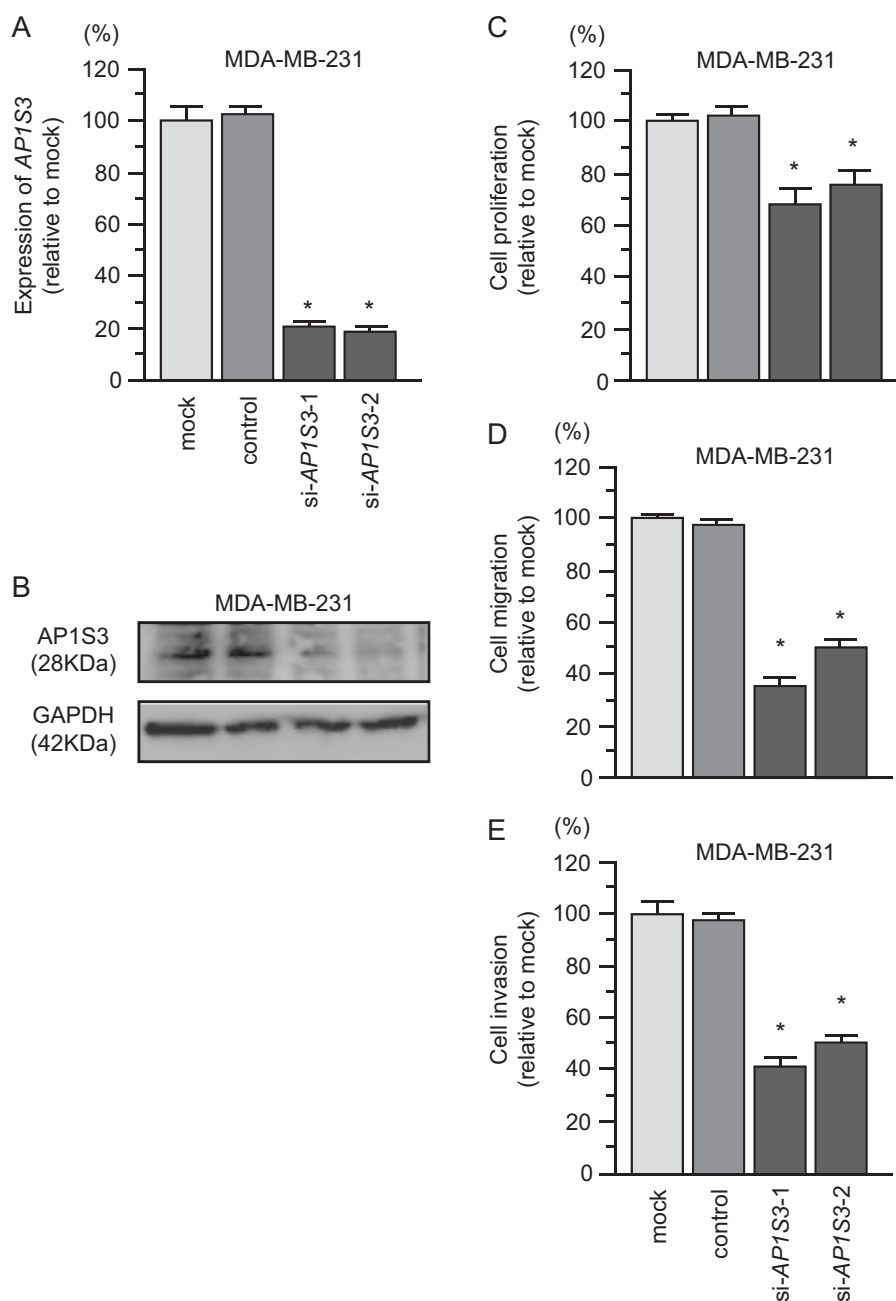 A
(%)
MDA-MB-231
Expression of AP1S3
(relative to mock)
120
100
80
60
40
20
0
*
*
mock
control
si-AP1S3-1
si-AP1S3-2
B
MDA-MB-231
AP1S3
(28KDa)
GAPDH
(42KDa)
C
(%)
MDA-MB-231
Cell proliferation
(relative to mock)
120
100
80
60
40
20
0
*
*
D
(%)
MDA-MB-231
Cell migration
(relative to mock)
120
100
80
60
40
20
0
*
*
E
(%)
MDA-MB-231
Cell invasion
(relative to mock)
120
100
80
60
40
20
0
*
*
mock
control
si-AP1S3-1
si-AP1S3-2